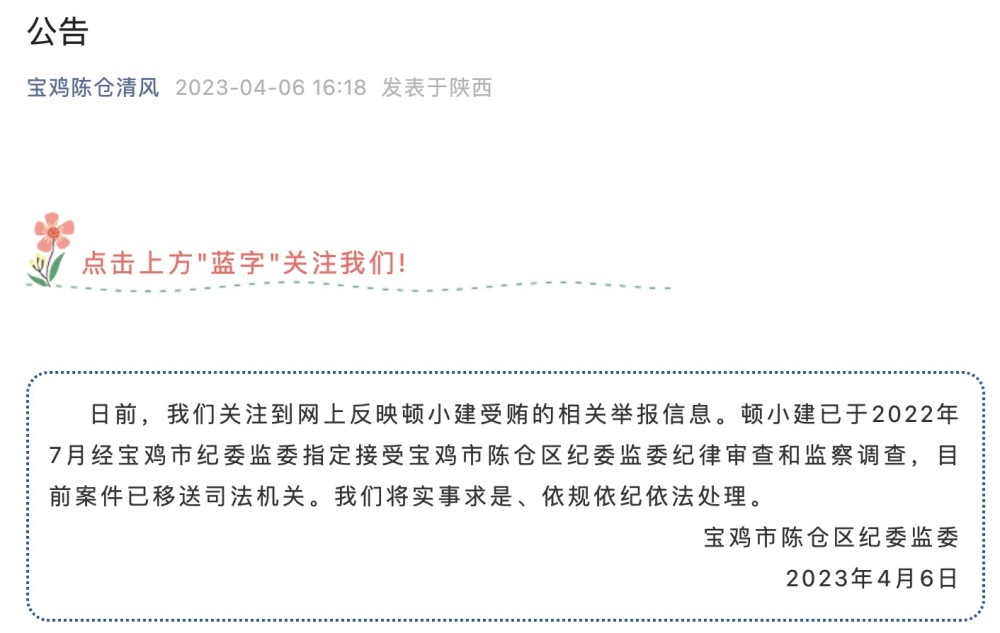 公告
宝鸡陈仓清风 2023-04-06 16:18 发表于陕西
点击上方"蓝字"关注我们!
日前，我们关注到网上反映顿小建受贿的相关举报信息。顿小建已于2022年
7月经宝鸡市纪委监委指定接受宝鸡市陈仓区纪委监委纪律审查和监察调查，目
前案件已移送司法机关。我们将实事求是、依规依纪依法处理。
宝鸡市陈仓区纪委监委
2023年4月6日